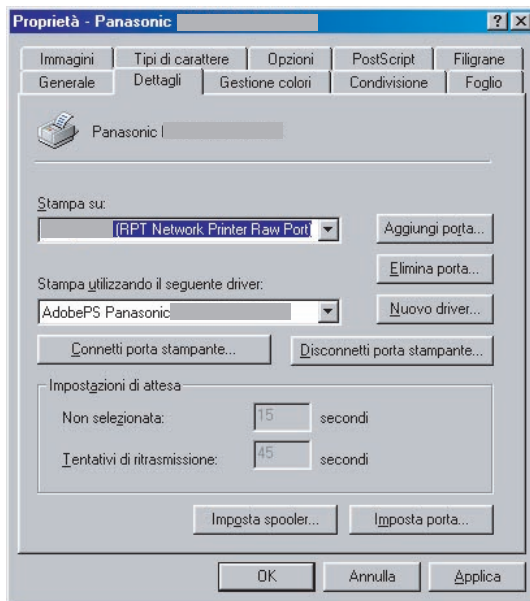 Proprietà - Panasonic
Immagini Tipi di carattere Opzioni PostScript Filigrane
Generale Dettagli Gestione colori Condivisione Foglio
Panasonic
Stampa su:
(RPT Network Printer Raw Port)
Aggiungi porta...
Elimina porta...
Stampa utilizzando il seguente driver:
AdobePS Panasonic
Nuovo driver...
Connetti porta stampante... Disconnetti porta stampante...
Impostazioni di attesa
Non selezionata: 15 secondi
Tentativi di ritrasmissione: 45 secondi
Imposta spooler... Imposta porta...
OK Annulla Applica